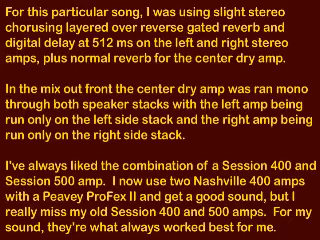 For this particular song, I was using slight stereo
chorusing layered over reverse gated reverb and
digital delay at 512 ms on the left and right stereo
amps, plus normal reverb for the center dry amp.
In the mix out front the center dry amp was ran mono
through both speaker stacks with the left amp being
run only on the left side stack and the right amp being
run only on the right side stack.
I've always liked the combination of a Session 400 and
Session 500 amp.  I now use two Nashville 400 amps
with a Peavey ProFex II and get a good sound, but I
really miss my old Session 400 and 500 amps.  For my
sound, they're what always worked best for me.